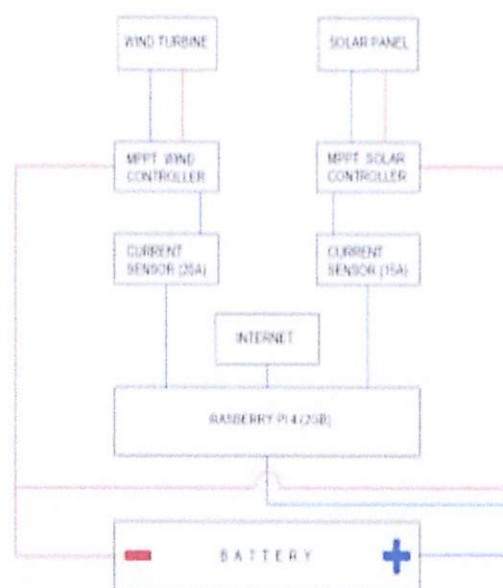 WIND TURBINE
SOLAR PANEL
MPPT WIND
CONTROLLER
MPPT SOLAR
CONTROLLER
CURRENT
SENSOR (20A)
CURRENT
SENSOR (15A)
INTERNET
RASBERRY PI 4 (2GB)
BATTERY